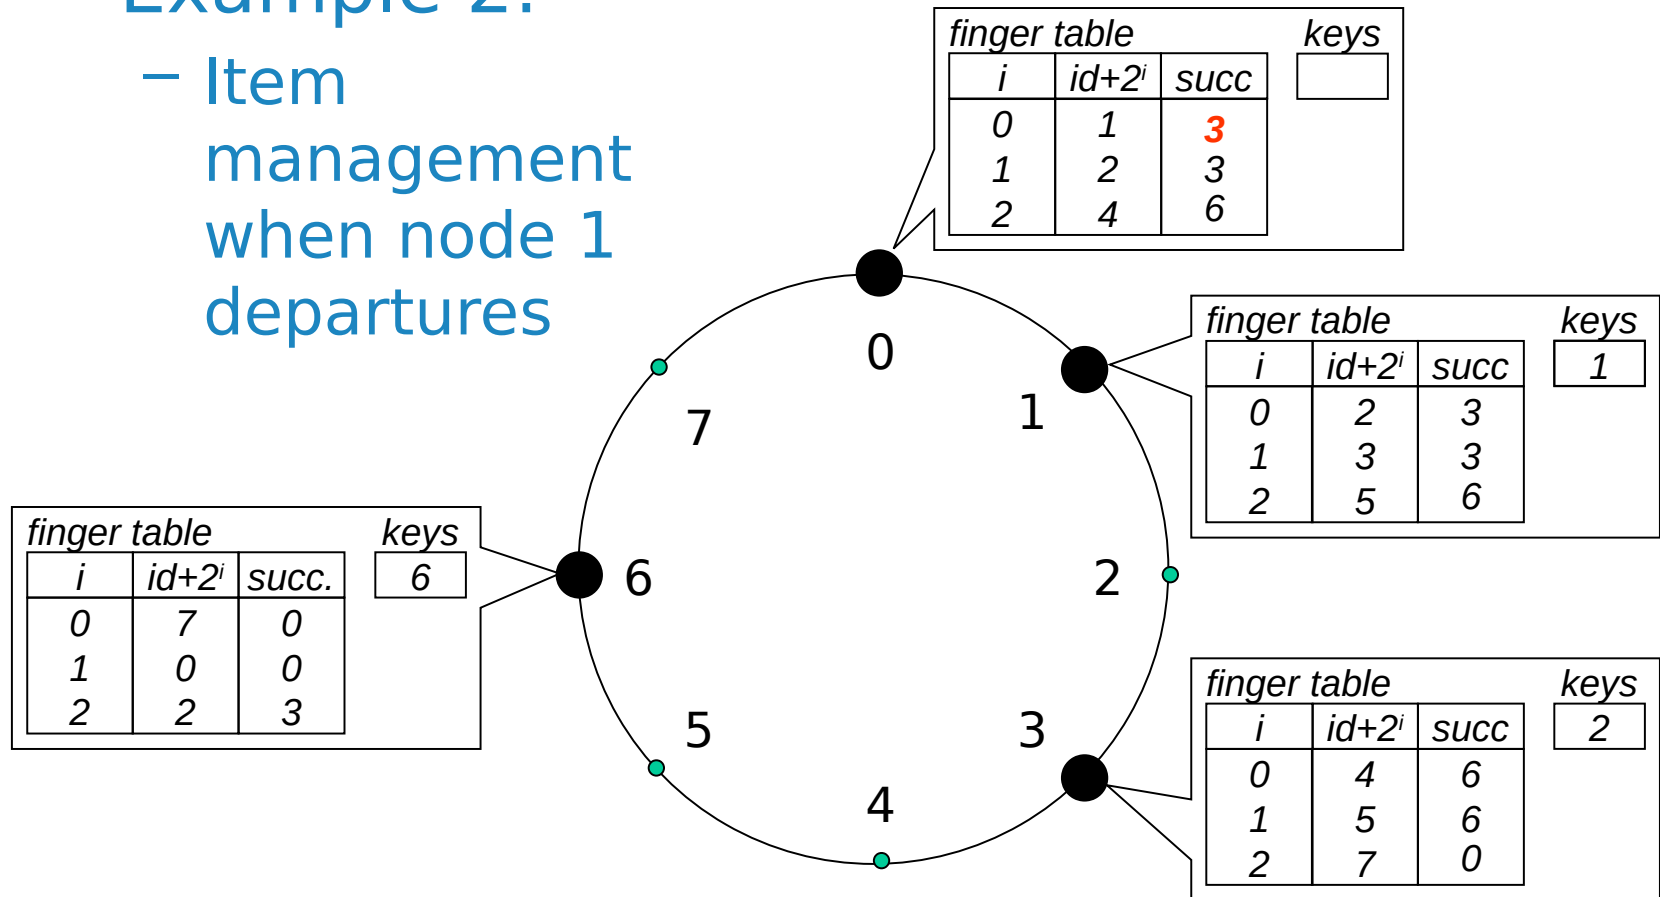 Example 2:
– Item
management
when node 1
departures
finger table keys
i id+2ⁱ succ
0 1 3
1 2 3
2 4 6
finger table keys
i id+2ⁱ succ 1
0 2 3
1 3 3
2 5 6
finger table keys
i id+2ⁱ succ. 6
0 7 0
1 0 0
2 2 3
finger table keys
i id+2ⁱ succ 2
0 4 6
1 5 6
2 7 0
0
1
2
3
4
5
6
7